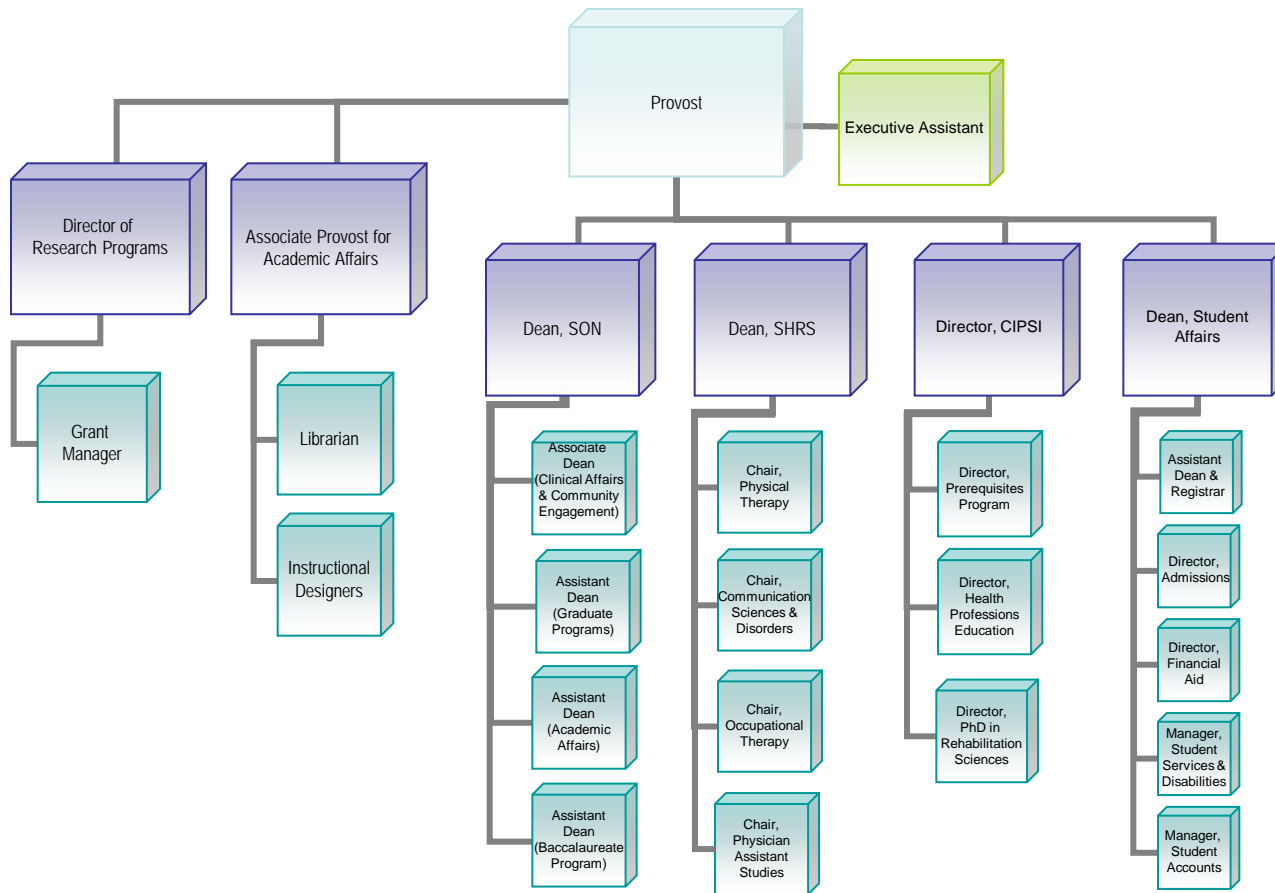 Provost
Executive Assistant
Director of
Research Programs
Associate Provost for
Academic Affairs
Dean, SON
Dean, SHRS
Director, CIPSI
Dean, Student
Affairs
Grant
Manager
Librarian
Instructional
Designers
Associate
Dean
(Clinical Affairs
& Community
Engagement)
Assistant
Dean
(Graduate
Programs)
Assistant
Dean
(Academic
Affairs)
Assistant
Dean
(Baccalaureate
Program)
Chair,
Physical
Therapy
Chair,
Communication
Sciences &
Disorders
Chair,
Occupational
Therapy
Chair,
Physician
Assistant
Studies
Director,
Prerequisites
Program
Director,
Health
Professions
Education
Director,
PhD in
Rehabilitation
Sciences
Assistant
Dean &
Registrar
Director,
Admissions
Director,
Financial
Aid
Manager,
Student
Services &
Disabilities
Manager,
Student
Accounts